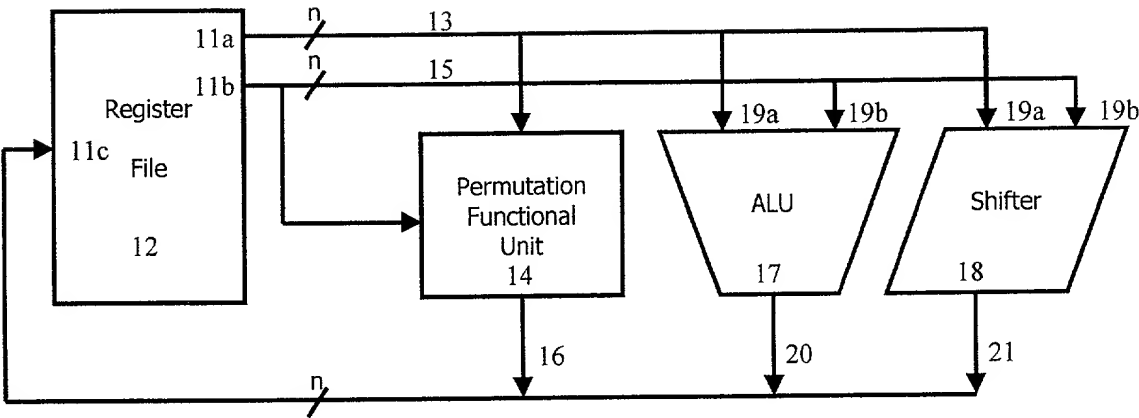 n
13
11a
n
15
11b
19a
19b
19a
19b
Register
File
11c
12
Permutation
Functional
Unit
14
ALU
17
Shifter
18
16
20
21
n